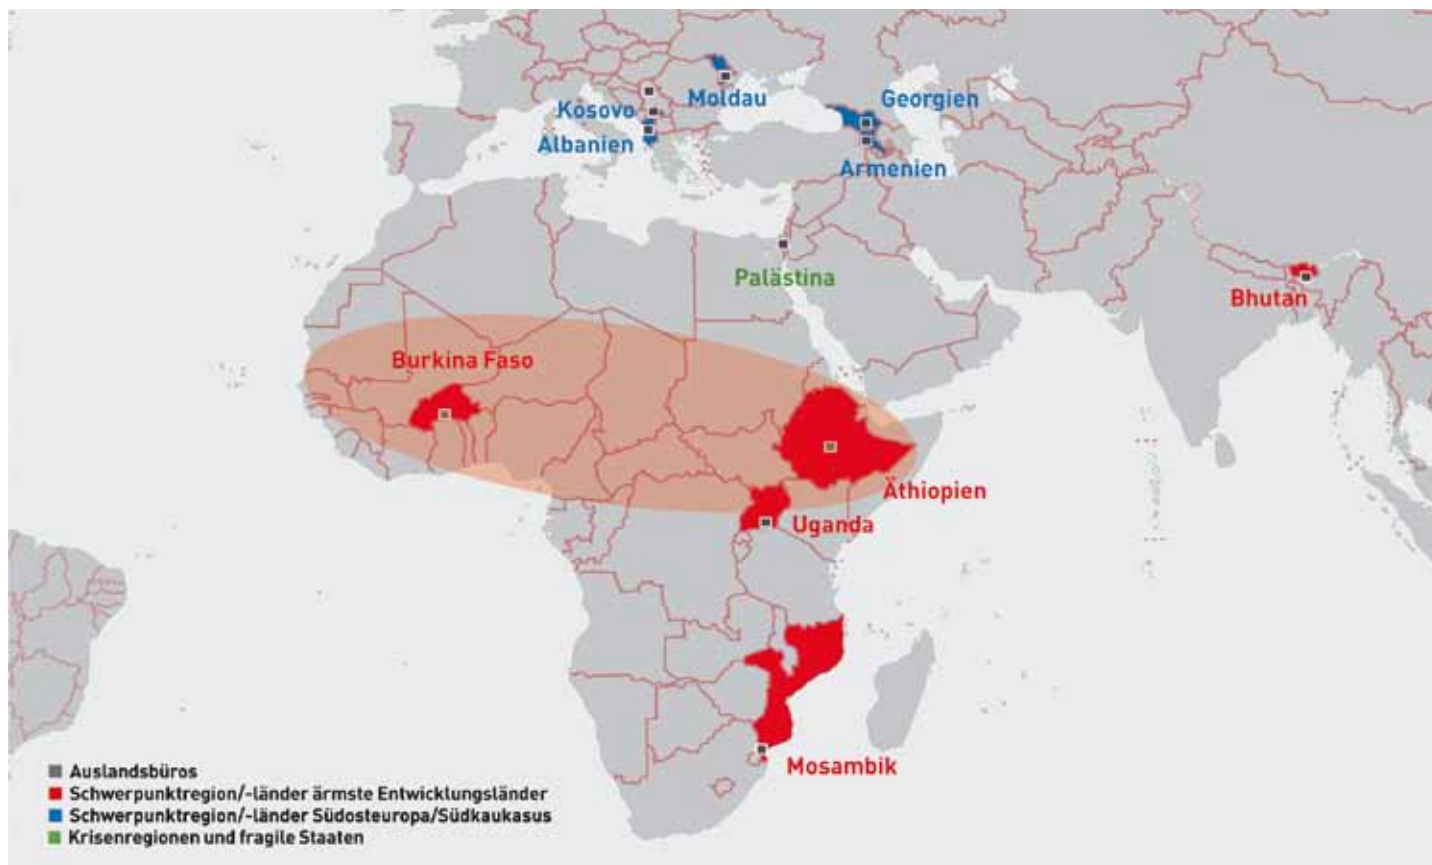 Moldau
Georgien
Kosovo
Albanien
Armenien
Palästina
Bhutan
Burkina Faso
Äthiopien
Uganda
Mosambik
Auslandsbüros
Schwerpunktregion/-länder ärmste Entwicklungsländer
Schwerpunktregion/-länder Südosteuropa/Südkaukasus
Krisenregionen und fragile Staaten